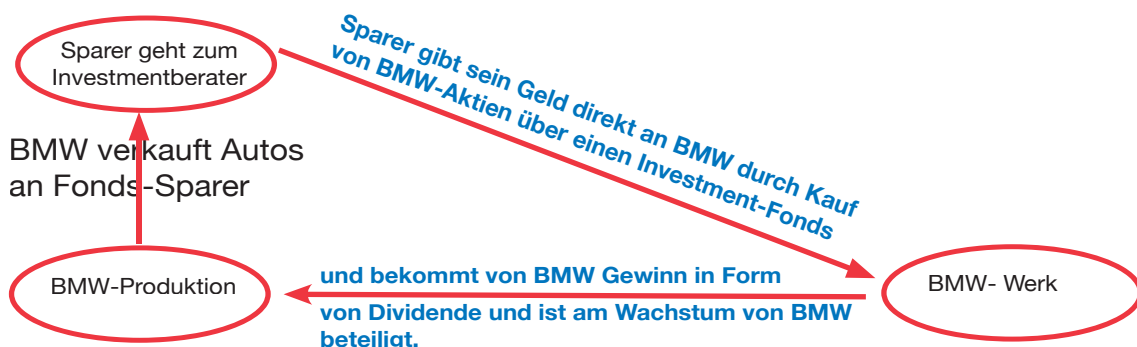 Sparer geht zum
Investmentberater
Sparer gibt sein Geld direkt an BMW durch Kauf
von BMW-Aktien über einen Investment-Fonds
BMW verkauft Autos
an Fonds-Sparer
BMW-Produktion
und bekommt von BMW Gewinn in Form
von Dividende und ist am Wachstum von BMW
beteiligt.
BMW- Werk